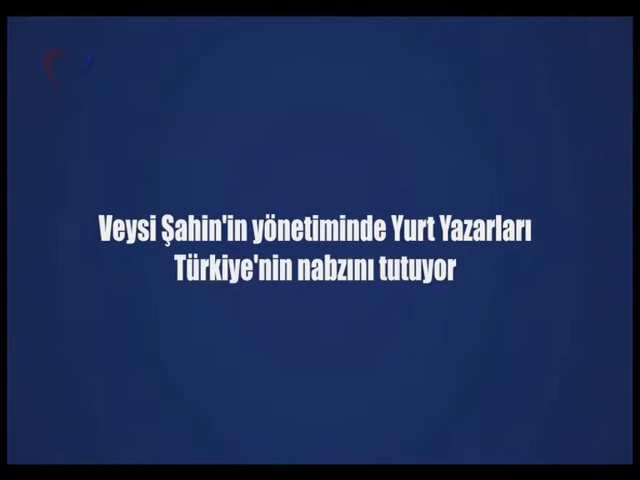 Veysi Şahin'in yönetiminde Yurt Yazarları
Türkiye'nin nabzını tutuyor